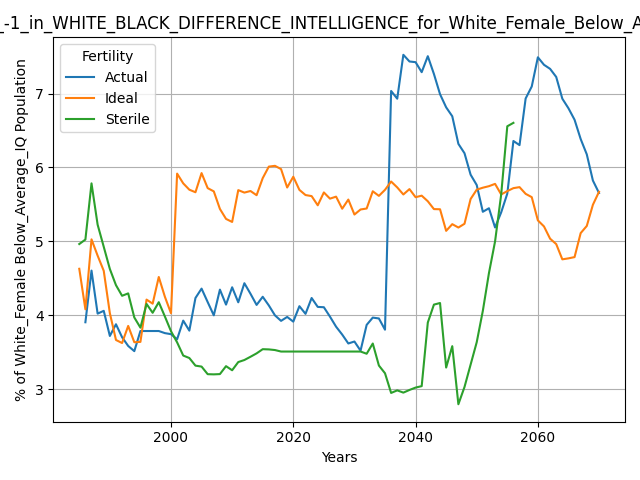 _-1_in_WHITE_BLACK_DIFFERENCE_INTELLIGENCE_for_White_Female_Below_A
Fertility
Actual
Ideal
Sterile
% of White_Female Below_Average_IQ Population
7
6
5
4
3
2000
2020
2040
2060
Years